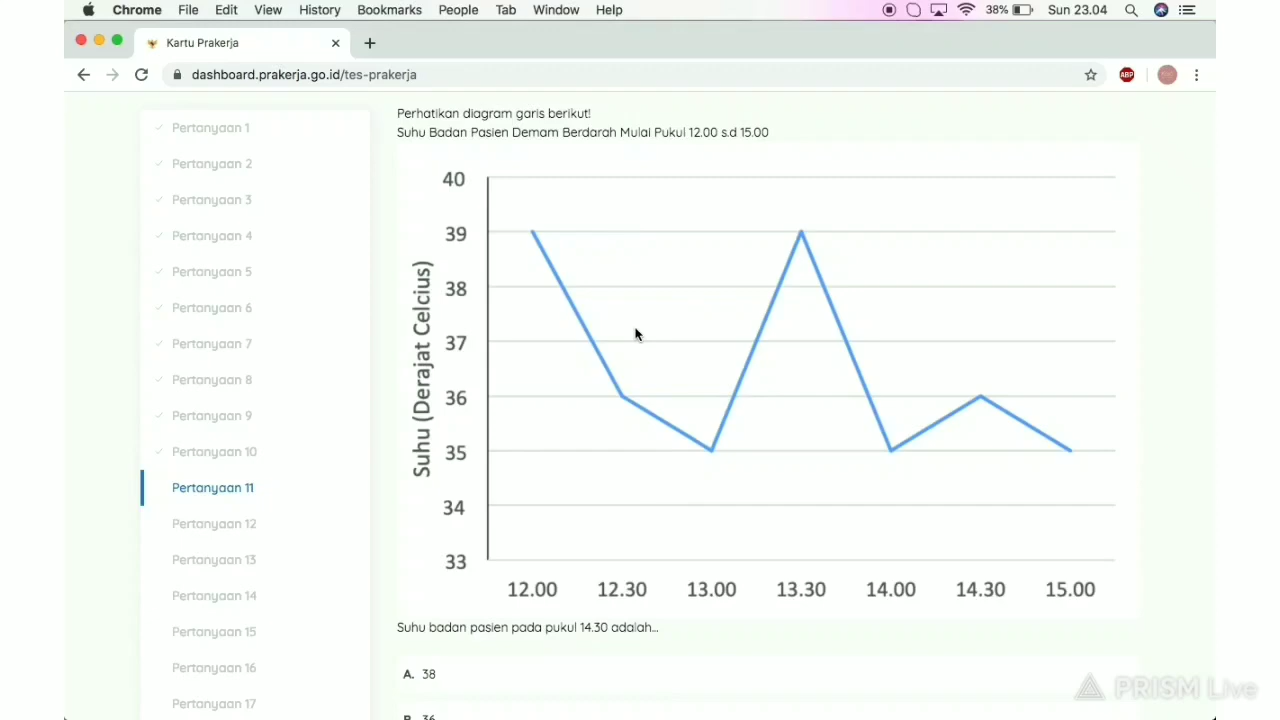 Chrome File Edit View History Bookmarks People Tab Window Help 38% Sun 23.04
Kartu Prakerja
dashboard.prakerja.go.id/tes-prakerja
ABP
Pertanyaan 1
Pertanyaan 2
Pertanyaan 3
Pertanyaan 4
Pertanyaan 5
Pertanyaan 6
Pertanyaan 7
Pertanyaan 8
Pertanyaan 9
Pertanyaan 10
Pertanyaan 11
Pertanyaan 12
Pertanyaan 13
Pertanyaan 14
Pertanyaan 15
Pertanyaan 16
Pertanyaan 17
Perhatikan diagram garis berikut!
Suhu Badan Pasien Demam Berdarah Mulai Pukul 12.00 s.d 15.00
Suhu (Derajat Celcius)
40
39
38
37
36
35
34
33
12.00 12.30 13.00 13.30 14.00 14.30 15.00
Suhu badan pasien pada pukul 14.30 adalah...
A. 38
B. 36
PRISM Live